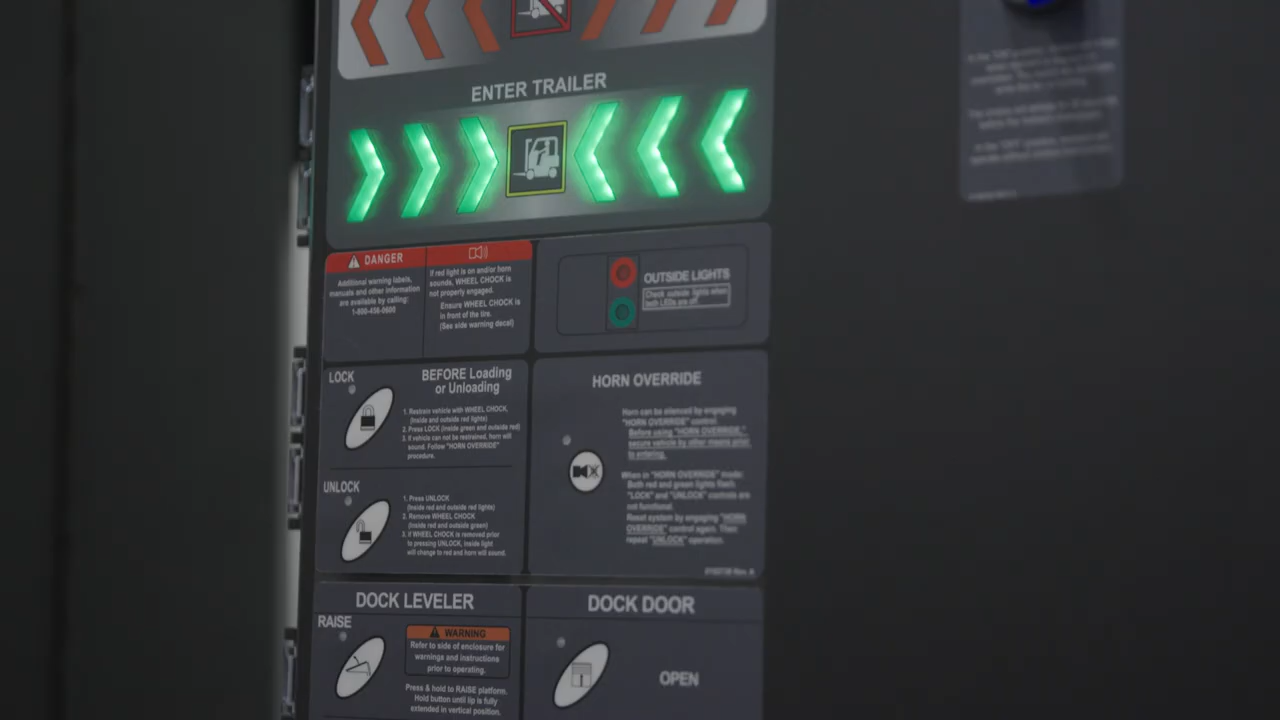 ENTER TRAILER
DANGER
Additional warning labels,
manuals and other information
are available by calling:
1-800-406-0600
If red light is on and/or horn
sounds, WHEEL CHOCK is
not properly engaged.
Ensure WHEEL CHOCK is
in front of the tire.
(See side warning decal)
OUTSIDE LIGHTS
Check outside lights when
both LEDs are off.
LOCK
BEFORE Loading
or Unloading
1. Restrain vehicle with WHEEL CHOCK,
(inside and outside red lights)
2. Press LOCK (inside green and outside red)
3. If vehicle can not be restrained, horn will
sound. Follow "HORN OVERRIDE"
procedure.
UNLOCK
1. Press UNLOCK
(Inside red and outside red lights)
2. Remove WHEEL CHOCK
(Inside red and outside green)
3. If WHEEL CHOCK is removed prior
to pressing UNLOCK, inside light
will change to red and horn will sound.
HORN OVERRIDE
Horn can be silenced by engaging
"HORN OVERRIDE" control.
Before using "HORN OVERRIDE,"
secure vehicle by other means prior
to entering.
When in "HORN OVERRIDE" mode:
Both red and green lights flash.
"LOCK" and "UNLOCK" controls are
not functional.
Reset system by engaging "HORN
OVERRIDE" control again. Then
repeat "UNLOCK" operation.
DOCK LEVELER
RAISE
WARNING
Refer to side of enclosure for
warnings and instructions
prior to operating.
Press & hold to RAISE platform.
Hold button until lip is fully
extended in vertical position.
DOCK DOOR
OPEN